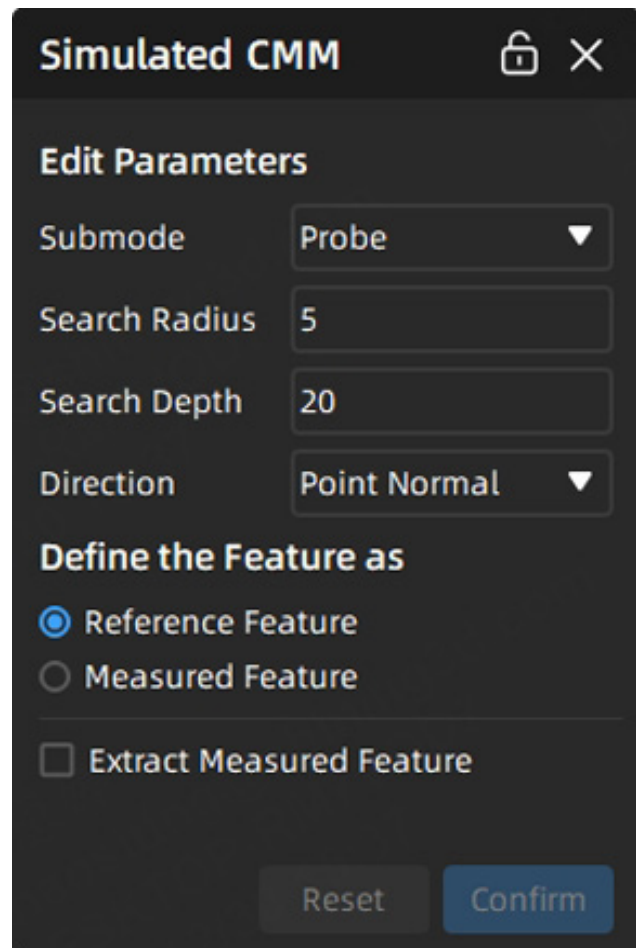 Simulated CMM
Edit Parameters
Submode Probe
Search Radius 5
Search Depth 20
Direction Point Normal
Define the Feature as
Reference Feature
Measured Feature
Extract Measured Feature
Reset Confirm